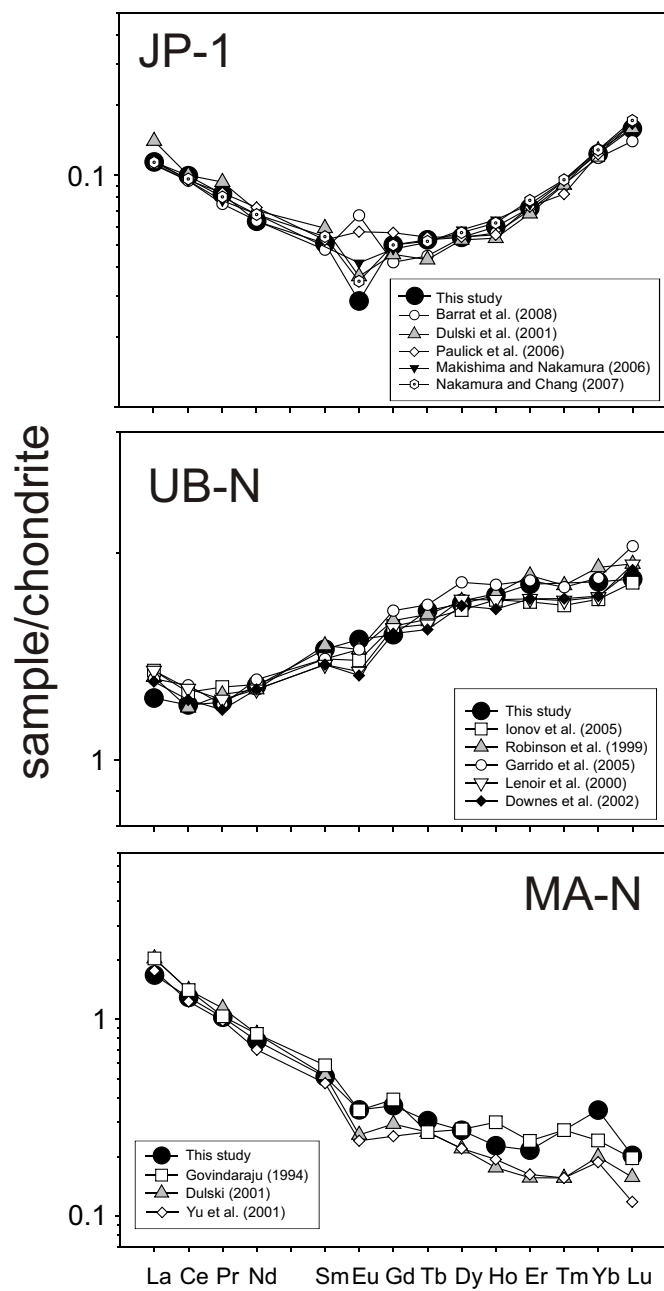 JP-1
0.1
This study
Barrat et al. (2008)
Dulski et al. (2001)
Paulick et al. (2006)
Makishima and Nakamura (2006)
Nakamura and Chang (2007)
sample/chondrite
UB-N
1
This study
Ionov et al. (2005)
Robinson et al. (1999)
Garrido et al. (2005)
Lenoir et al. (2000)
Downes et al. (2002)
MA-N
1
0.1
This study
Govindaraju (1994)
Dulski (2001)
Yu et al. (2001)
La Ce Pr Nd Sm Eu Gd Tb Dy Ho Er Tm Yb Lu